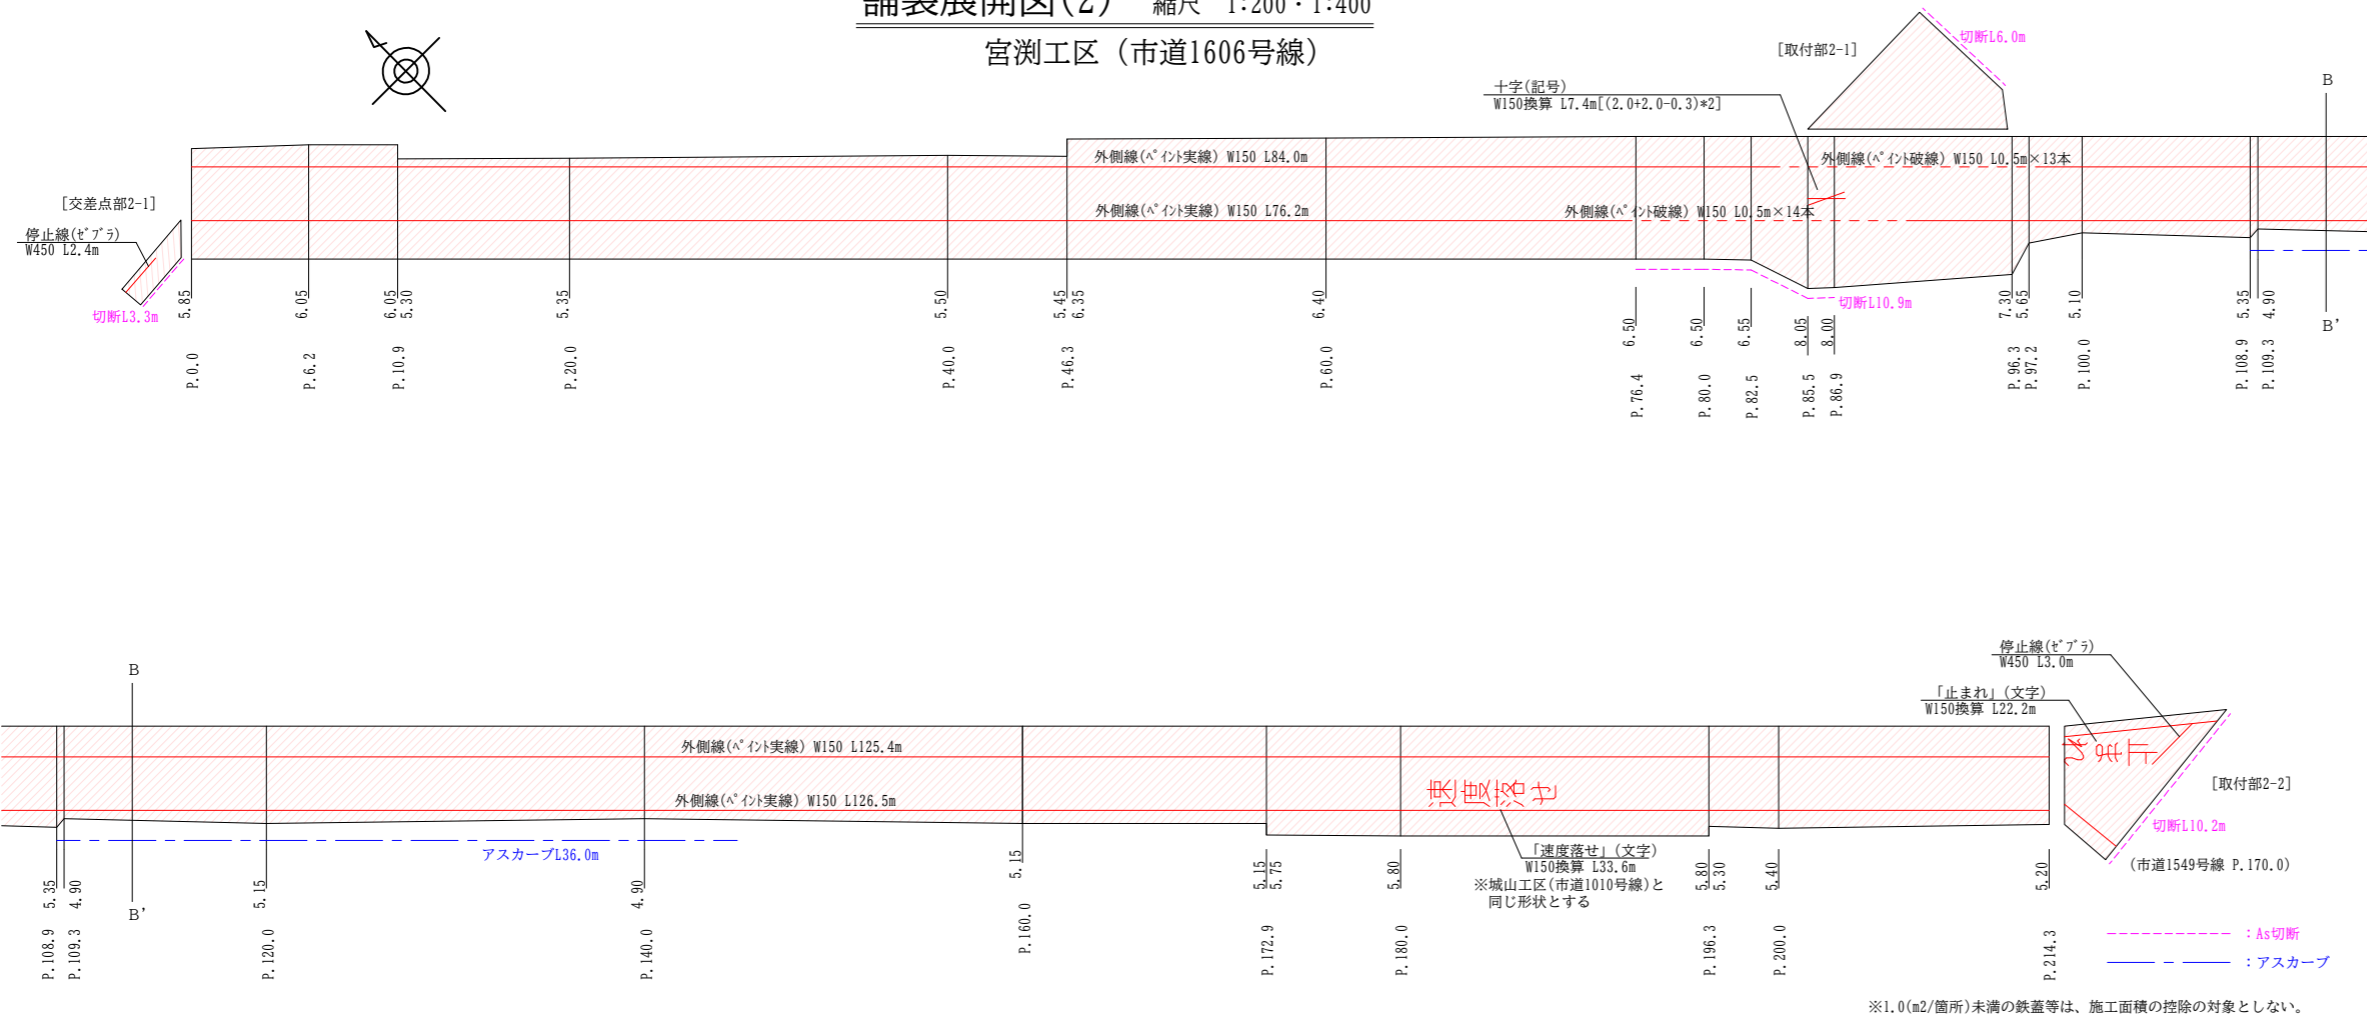 舗装展開図(2) 縮尺 1:200・1:400
宮渕工区 (市道1606号線)
[取付部2-1]
切断L6.0m
十字(記号)
W150換算 L7.4m[(2.0+2.0-0.3)*2]
B
外側線(ﾍﾟｲﾝﾄ実線) W150 L84.0m
外側線(ﾍﾟｲﾝﾄ破線) W150 L0.5m×13本
[交差点部2-1]
停止線(ｾﾞﾌﾞﾗ)
W450 L2.4m
外側線(ﾍﾟｲﾝﾄ実線) W150 L76.2m
外側線(ﾍﾟｲﾝﾄ破線) W150 L0.5m×14本
切断L3.3m
切断L10.9m
B'
5.85
6.05
6.05
5.30
5.35
5.50
5.45
6.35
6.40
6.50
6.50
6.55
8.05
8.00
7.30
5.65
5.10
5.35
4.90
P.0.0
P.6.2
P.10.9
P.20.0
P.40.0
P.46.3
P.60.0
P.76.4
P.80.0
P.82.5
P.85.5
P.86.9
P.96.3
P.97.2
P.100.0
P.108.9
P.109.3
B
停止線(ｾﾞﾌﾞﾗ)
W450 L3.0m
「止まれ」(文字)
W150換算 L22.2m
外側線(ﾍﾟｲﾝﾄ実線) W150 L125.4m
外側線(ﾍﾟｲﾝﾄ実線) W150 L126.5m
速度落せ
止まれ
[取付部2-2]
切断L10.2m
(市道1549号線 P.170.0)
アスカーブL36.0m
「速度落せ」(文字)
W150換算 L33.6m
※城山工区(市道1010号線)と
同じ形状とする
B'
5.35
4.90
5.15
4.90
5.15
5.15
5.75
5.80
5.80
5.30
5.40
5.20
P.108.9
P.109.3
P.120.0
P.140.0
P.160.0
P.172.9
P.180.0
P.196.3
P.200.0
P.214.3
：As切断
：アスカーブ
※1.0(m2/箇所)未満の鉄蓋等は、施工面積の控除の対象としない。